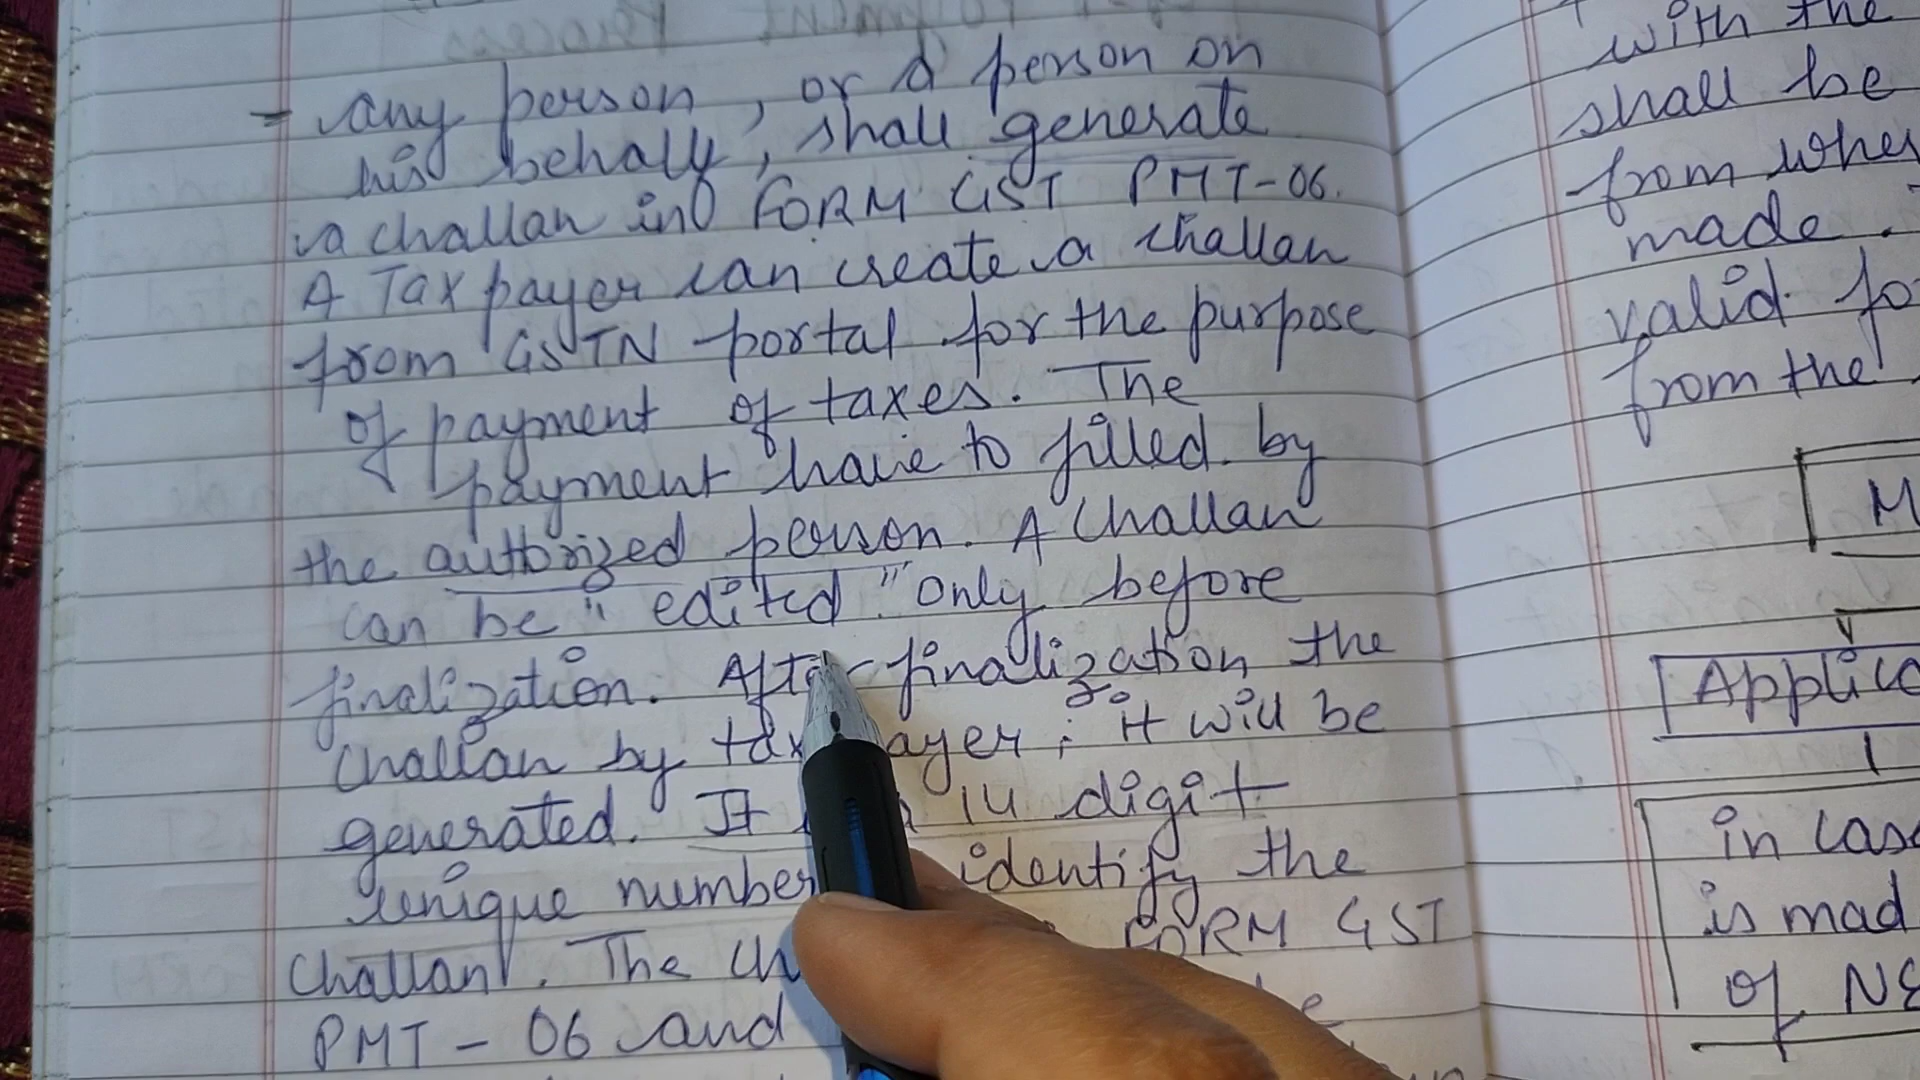 - any person, or a person on
his behalf, shall generate
a challan in FORM GST PMT-06.
A Tax payer can create a challan
from GSTN portal for the purpose
of payment of taxes. The
payment have to filled by
the authorized person. A Challan
can be "edited" only before
finalization. After finalization the
challan by tax ayer; it will be
generated. It 14 digit
unique number identify the
Challan. The Ch FORM GST
PMT - 06 and
with the
shall be
from wher
made.
valid fo
from the
M
Applica
in cas
is mad
of NE